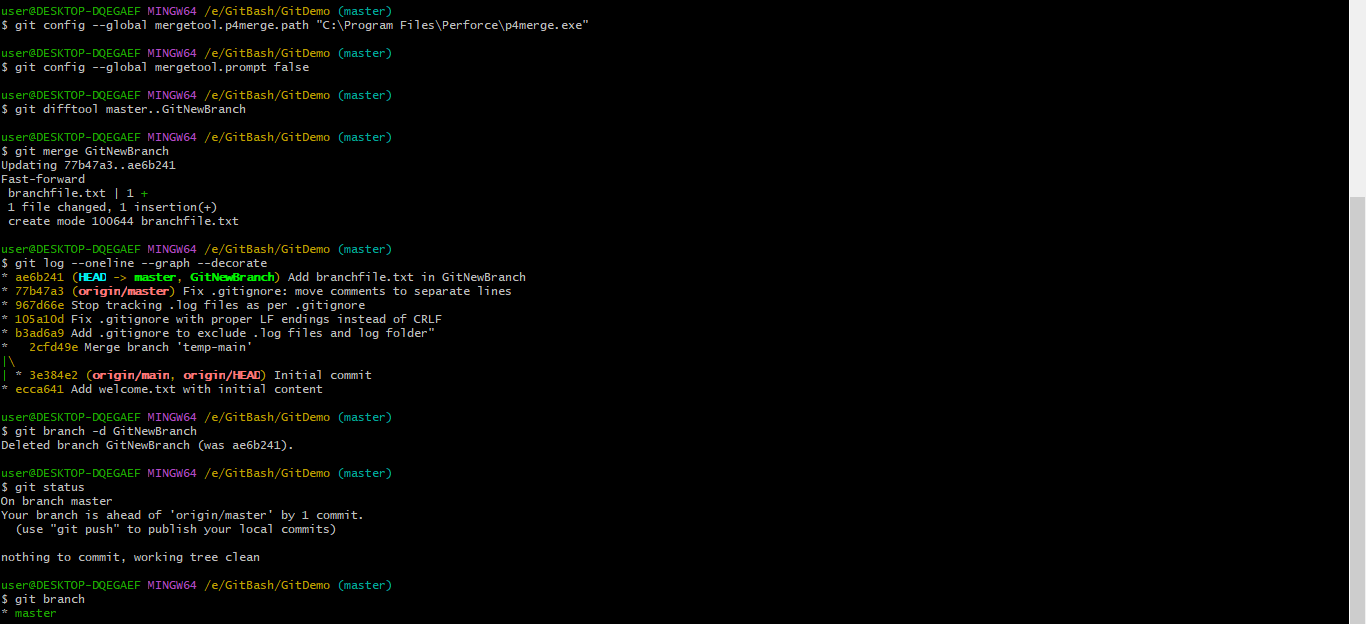 user@DESKTOP-DQEGAEF MINGW64 /e/GitBash/GitDemo (master)
$ git config --global mergetool.p4merge.path "C:\Program Files\Perforce\p4merge.exe"

user@DESKTOP-DQEGAEF MINGW64 /e/GitBash/GitDemo (master)
$ git config --global mergetool.prompt false

user@DESKTOP-DQEGAEF MINGW64 /e/GitBash/GitDemo (master)
$ git difftool master..GitNewBranch

user@DESKTOP-DQEGAEF MINGW64 /e/GitBash/GitDemo (master)
$ git merge GitNewBranch
Updating 77b47a3..ae6b241
Fast-forward
 branchfile.txt | 1 +
 1 file changed, 1 insertion(+)
 create mode 100644 branchfile.txt

user@DESKTOP-DQEGAEF MINGW64 /e/GitBash/GitDemo (master)
$ git log --oneline --graph --decorate
* ae6b241 (HEAD -> master, GitNewBranch) Add branchfile.txt in GitNewBranch
* 77b47a3 (origin/master) Fix .gitignore: move comments to separate lines
* 967d66e Stop tracking .log files as per .gitignore
* 105a10d Fix .gitignore with proper LF endings instead of CRLF
* b3ad6a9 Add .gitignore to exclude .log files and log folder"
*   2cfd49e Merge branch 'temp-main'
|\
| * 3e384e2 (origin/main, origin/HEAD) Initial commit
* ecca641 Add welcome.txt with initial content

user@DESKTOP-DQEGAEF MINGW64 /e/GitBash/GitDemo (master)
$ git branch -d GitNewBranch
Deleted branch GitNewBranch (was ae6b241).

user@DESKTOP-DQEGAEF MINGW64 /e/GitBash/GitDemo (master)
$ git status
On branch master
Your branch is ahead of 'origin/master' by 1 commit.
  (use "git push" to publish your local commits)

nothing to commit, working tree clean

user@DESKTOP-DQEGAEF MINGW64 /e/GitBash/GitDemo (master)
$ git branch
* master